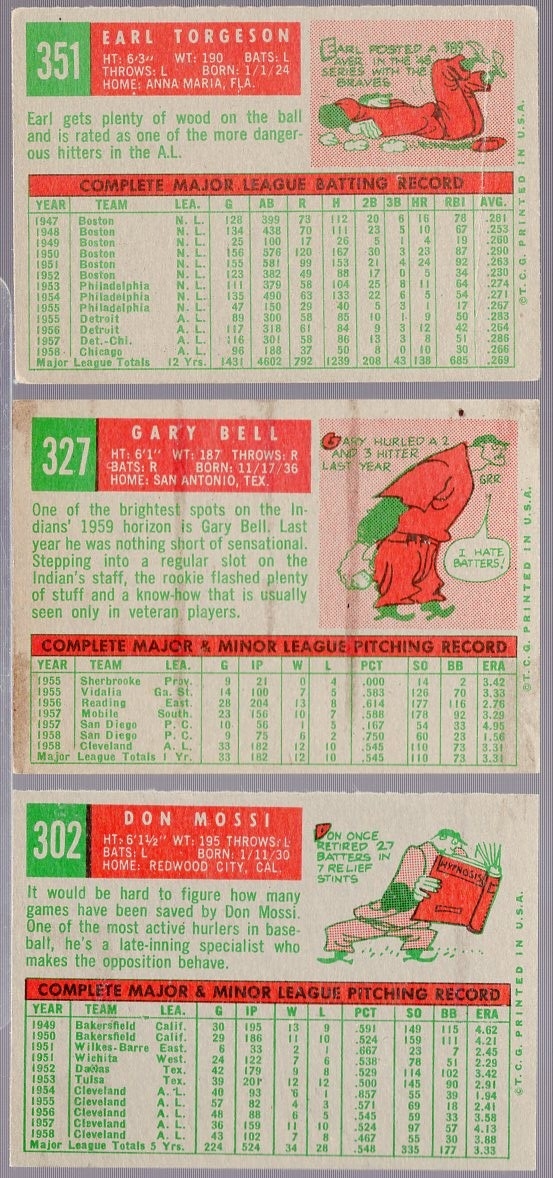 351
EARL TORGESON
HT: 6'3" WT: 190 BATS: L
THROWS: L BORN: 1/1/24
HOME: ANNA MARIA, FLA.
EARL POSTED A .389
AVER. IN THE '48
SERIES WITH THE
BRAVES
Earl gets plenty of wood on the ball
and is rated as one of the more danger-
ous hitters in the A.L.
COMPLETE MAJOR LEAGUE BATTING RECORD
YEAR TEAM LEA. G AB R H 2B 3B HR RBI AVG.
1947 Boston N. L. 128 399 73 112 20 6 16 78 .281
1948 Boston N. L. 134 438 70 111 23 5 10 67 .253
1949 Boston N. L. 25 100 17 26 5 1 4 19 .260
1950 Boston N. L. 156 576 120 167 30 3 23 87 .290
1951 Boston N. L. 155 581 99 153 21 4 24 92 .263
1952 Boston N. L. 123 382 49 88 17 0 5 34 .230
1953 Philadelphia N. L. 111 379 58 104 25 8 11 64 .274
1954 Philadelphia N. L. 135 490 63 133 22 6 5 54 .271
1955 Philadelphia N. L. 47 150 29 40 5 3 1 17 .267
1955 Detroit A. L. 89 300 58 85 10 1 9 50 .283
1956 Detroit A. L. 117 318 61 84 9 3 12 42 .264
1957 Det.-Chi. A. L. 116 301 58 86 13 3 8 51 .286
1958 Chicago A. L. 96 188 37 50 8 0 10 30 .266
Major League Totals 12 Yrs. 1431 4602 792 1239 208 43 138 685 .269
© T. C. G. PRINTED IN U.S.A.
327
GARY BELL
HT: 6'1" WT: 187 THROWS: R
BATS: R BORN: 11/17/36
HOME: SAN ANTONIO, TEX.
GARY HURLED A 2
AND 3 HITTER
LAST YEAR
GRR
I HATE
BATTERS!
One of the brightest spots on the In-
dians' 1959 horizon is Gary Bell. Last
year he was nothing short of sensational.
Stepping into a regular slot on the
Indian's staff, the rookie flashed plenty
of stuff and a know-how that is usually
seen only in veteran players.
COMPLETE MAJOR & MINOR LEAGUE PITCHING RECORD
YEAR TEAM LEA. G IP W L PCT SO BB ERA
1955 Sherbrooke Prov. 9 21 0 4 .000 14 2 3.42
1955 Vidalia Ga. St. 14 100 7 5 .583 126 70 3.33
1956 Reading East. 28 204 13 8 .614 177 116 2.76
1957 Mobile South. 23 156 10 7 .588 178 92 3.29
1957 San Diego P. C. 10 56 1 5 .167 54 33 4.95
1958 San Diego P. C. 9 75 6 2 .750 60 23 1.56
1958 Cleveland A. L. 33 182 12 10 .545 110 73 3.31
Major League Totals 1 Yr. 33 182 12 10 .545 110 73 3.31
© T. C. G. PRINTED IN U.S.A.
302
DON MOSSI
HT: 6'1½" WT: 195 THROWS: L
BATS: L BORN: 1/11/30
HOME: REDWOOD CITY, CAL.
DON ONCE
RETIRED 27
BATTERS IN
7 RELIEF
STINTS
HYPNOSIS
It would be hard to figure how many
games have been saved by Don Mossi.
One of the most active hurlers in base-
ball, he's a late-inning specialist who
makes the opposition behave.
COMPLETE MAJOR & MINOR LEAGUE PITCHING RECORD
YEAR TEAM LEA. G IP W L PCT SO BB ERA
1949 Bakersfield Calif. 30 195 13 9 .591 149 115 4.62
1950 Bakersfield Calif. 29 186 11 10 .524 159 111 4.21
1951 Wilkes-Barre East. 6 33 2 1 .667 23 7 2.45
1951 Wichita West. 24 122 7 6 .538 78 51 2.29
1952 Dallas Tex. 42 179 9 8 .529 114 102 3.42
1953 Tulsa Tex. 39 201 12 12 .500 145 90 2.91
1954 Cleveland A. L. 40 93 6 1 .857 55 39 1.94
1955 Cleveland A. L. 57 82 4 3 .571 69 18 2.41
1956 Cleveland A. L. 48 88 6 5 .545 59 33 3.58
1957 Cleveland A. L. 36 159 11 10 .524 97 57 4.13
1958 Cleveland A. L. 43 102 7 8 .467 55 30 3.88
Major League Totals 5 Yrs. 224 524 34 28 .548 335 177 3.33
© T. C. G. PRINTED IN U.S.A.